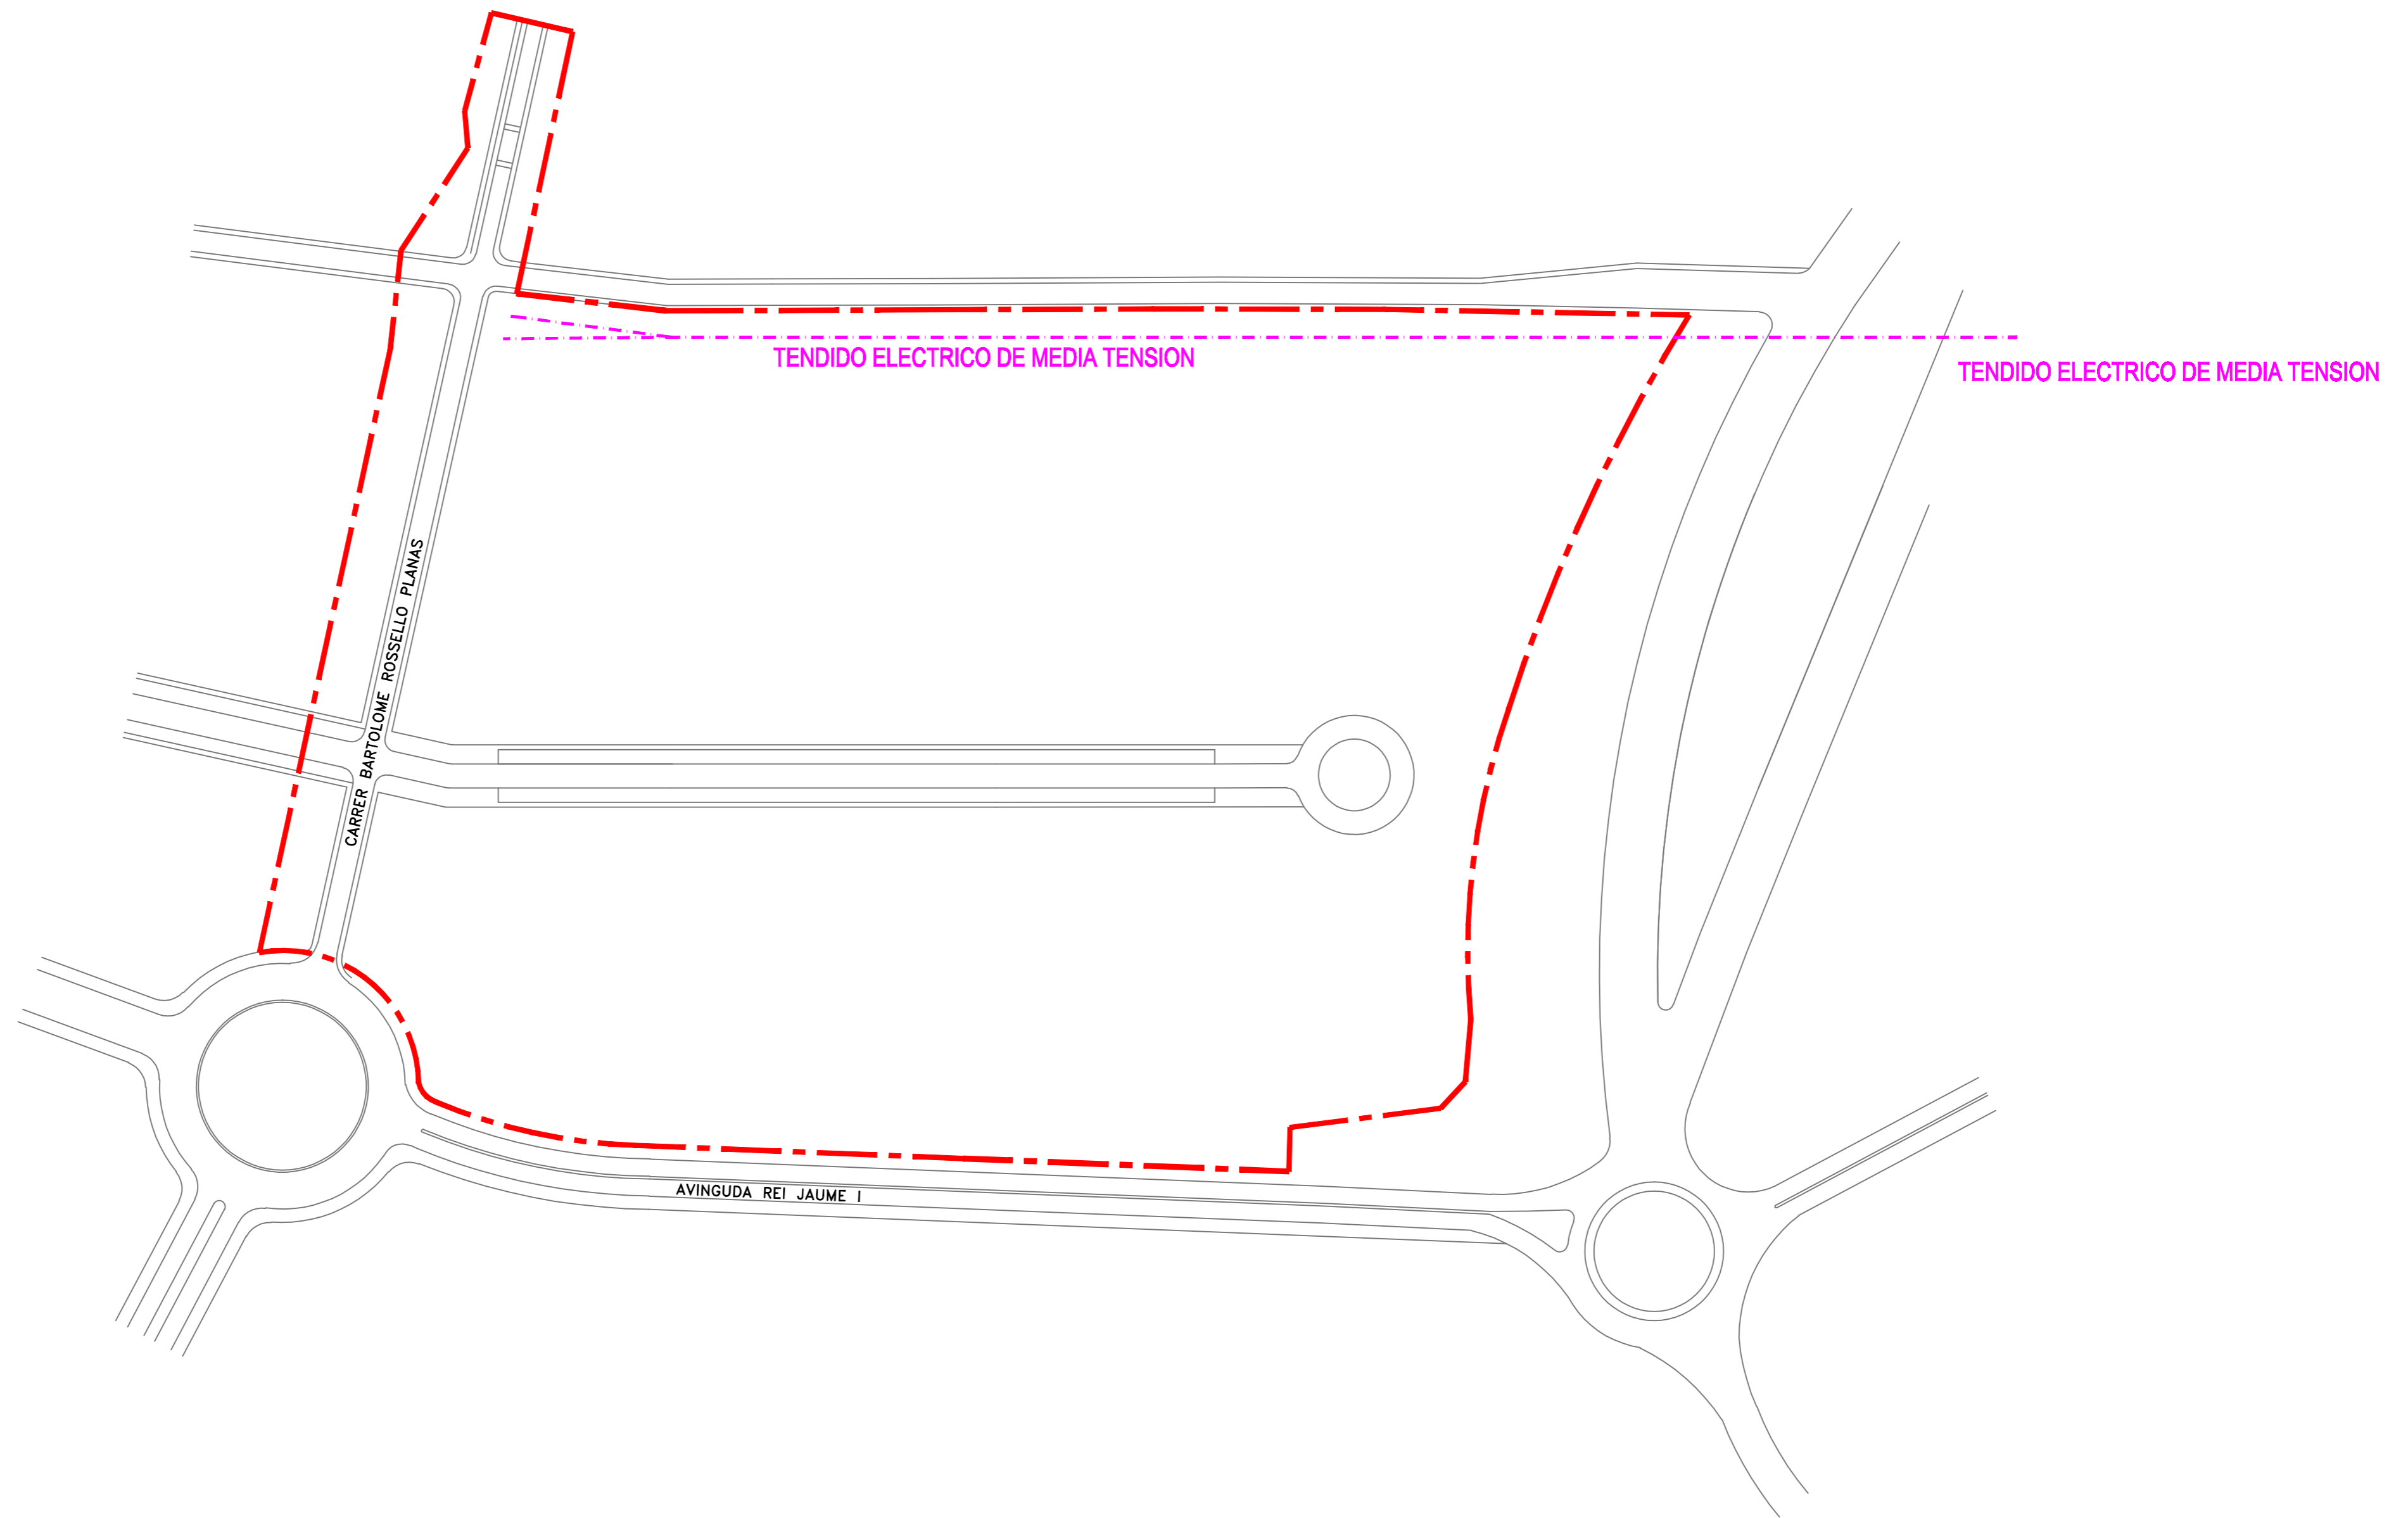 TENDIDO ELECTRICO DE MEDIA TENSION
TENDIDO ELECTRICO DE MEDIA TENSION
CARRER BARTOLOME ROSSELLO PLANAS
AVINGUDA REI JAUME I